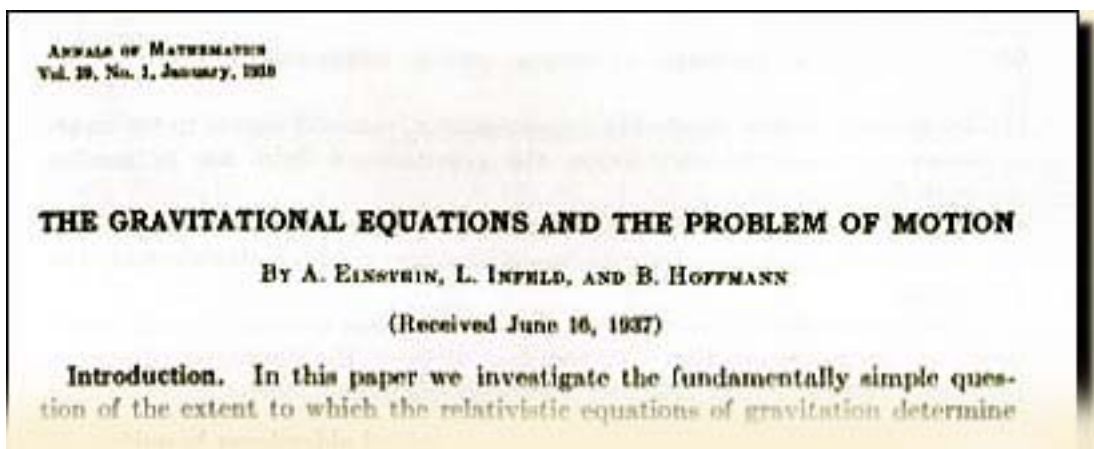 ANNALS OF MATHEMATICS
Vol. 39, No. 1, January, 1938
THE GRAVITATIONAL EQUATIONS AND THE PROBLEM OF MOTION
BY A. EINSTEIN, L. INFELD, AND B. HOFFMANN
(Received June 16, 1937)
Introduction. In this paper we investigate the fundamentally simple ques-
tion of the extent to which the relativistic equations of gravitation determine